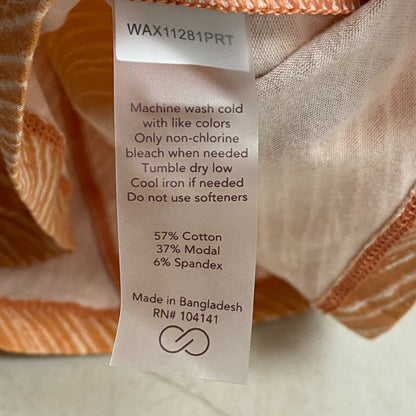 WAX11281PRT
Machine wash cold
with like colors
Only non-chlorine
bleach when needed
Tumble dry low
Cool iron if needed
Do not use softeners
57% Cotton
37% Modal
6% Spandex
Made in Bangladesh
RN# 104141